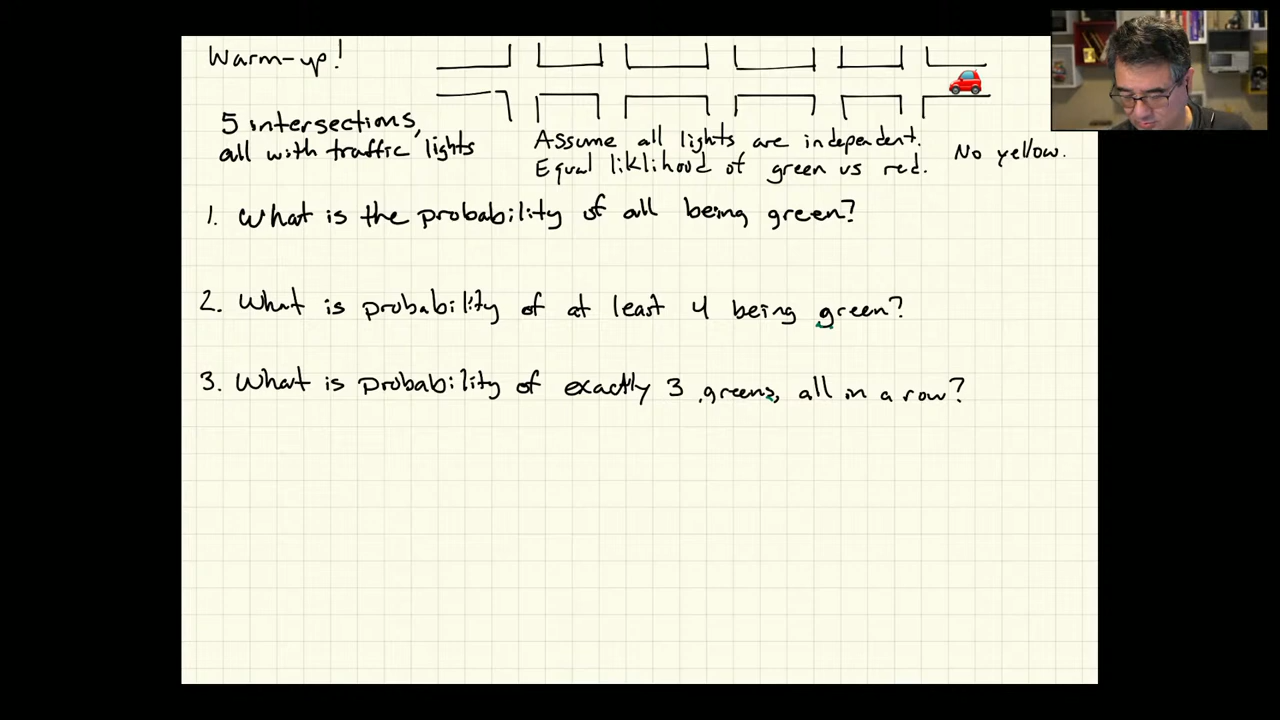 Warm-up!
5 intersections,
all with traffic lights
Assume all lights are independent.
Equal liklihood of green vs red.
No yellow.
1. What is the probability of all being green?
2. What is probability of at least 4 being green?
3. What is probability of exactly 3 greens, all in a row?